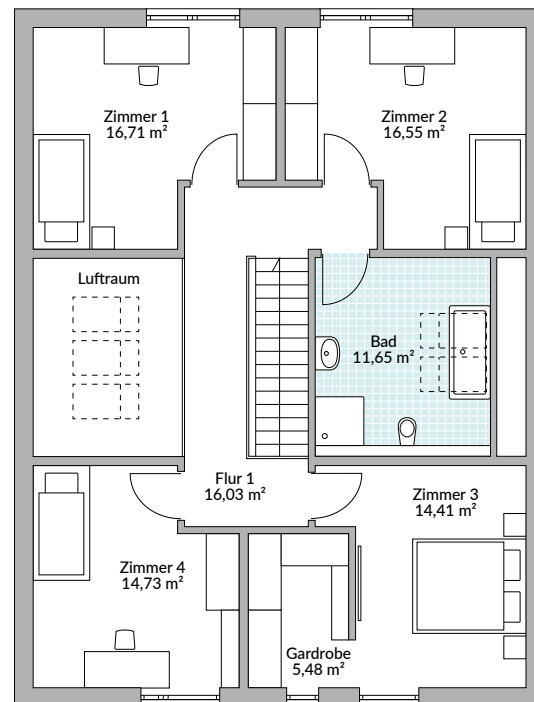 Zimmer 1
16,71 m²
Zimmer 2
16,55 m²
Luftraum
Bad
11,65 m²
Flur 1
16,03 m²
Zimmer 3
14,41 m²
Zimmer 4
14,73 m²
Gardrobe
5,48 m²